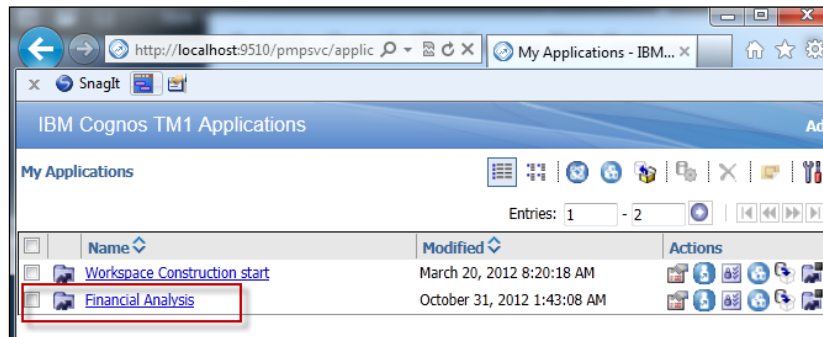 http://localhost:9510/pmpsvc/applic
My Applications - IBM...
x SnagIt
IBM Cognos TM1 Applications
Ad
My Applications
Entries: 1 - 2
Name Modified Actions
Workspace Construction start March 20, 2012 8:20:18 AM
Financial Analysis October 31, 2012 1:43:08 AM